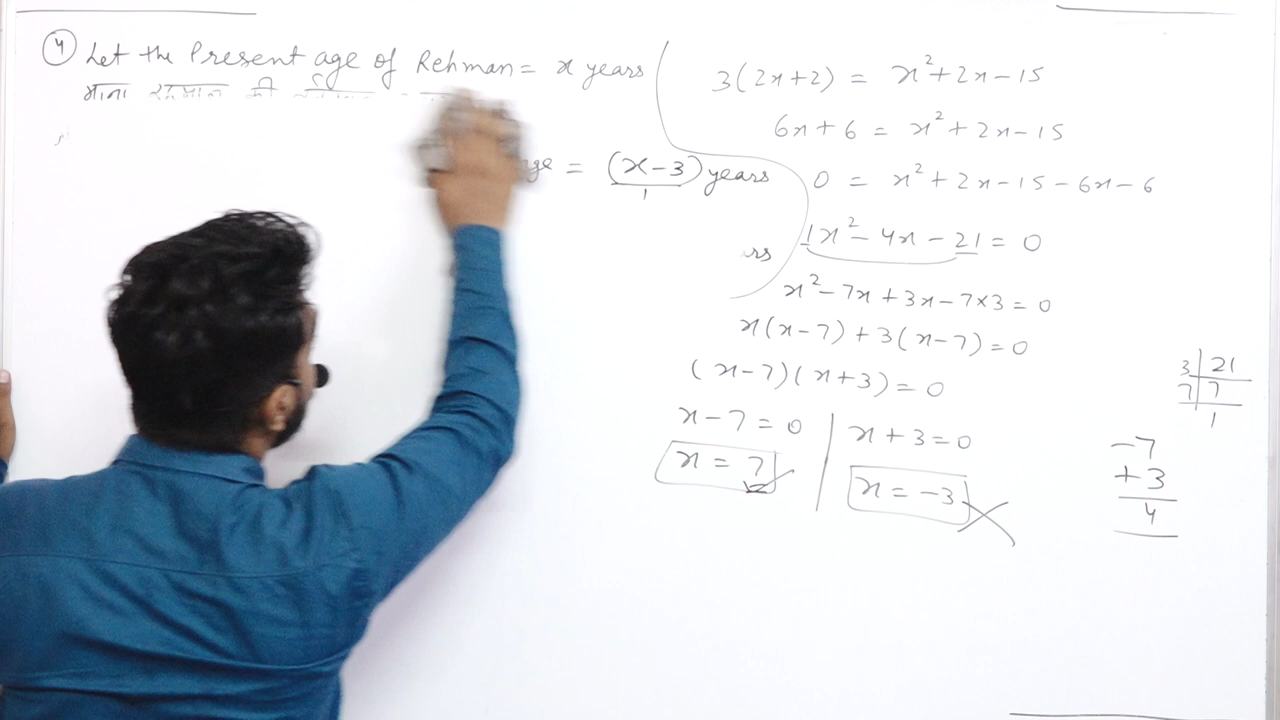 ④ Let the Present age of Rehman = x years
माना रहमान की
age = (x-3) years
1
rs
3(2x+2) = x²+2x-15
6x+6 = x²+2x-15
0 = x²+2x-15-6x-6
1x²-4x-21=0
x²-7x+3x-7×3=0
x(x-7)+3(x-7)=0
(x-7)(x+3)=0
x-7=0 | x+3=0
x=7 | x=-3
3|21
7|7
1
-7
+3
4